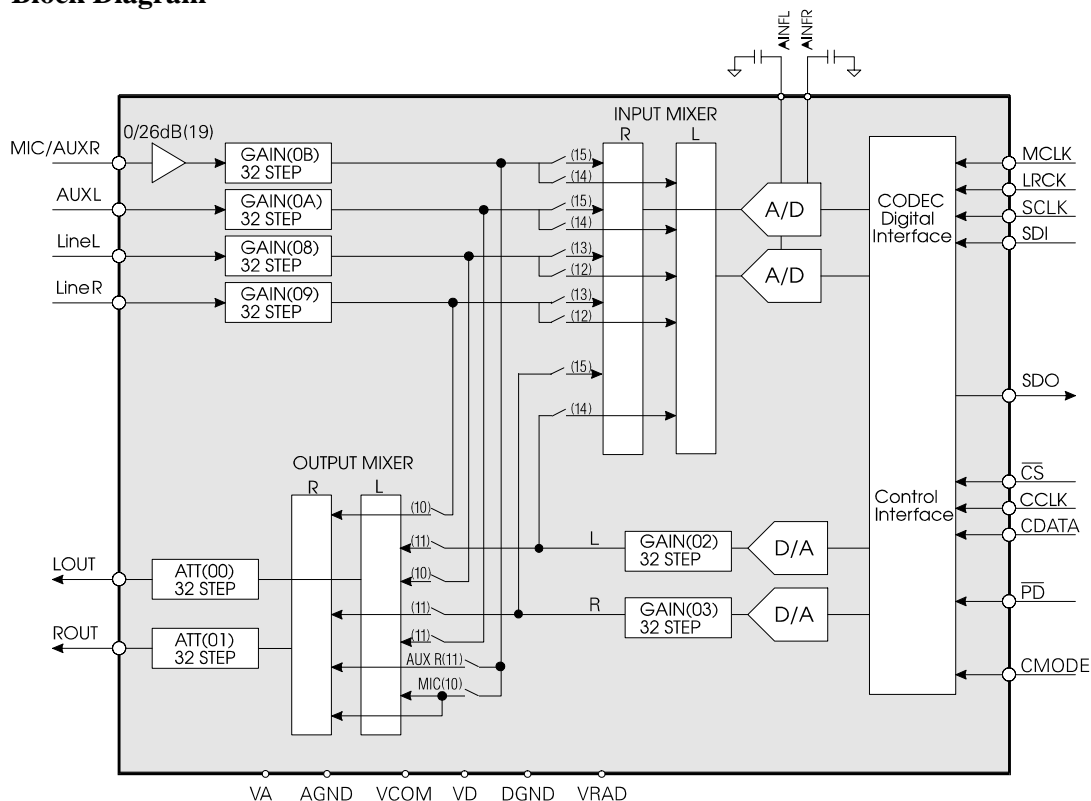 Block Diagram
AINFL
AINFR
INPUT MIXER
R
L
0/26dB(19)
MIC/AUXR
GAIN(0B)
32 STEP
AUXL
GAIN(0A)
32 STEP
LineL
GAIN(08)
32 STEP
LineR
GAIN(09)
32 STEP
(15)
(14)
(15)
(14)
(13)
(12)
(13)
(12)
(15)
(14)
A/D
A/D
CODEC
Digital
Interface
Control
Interface
MCLK
LRCK
SCLK
SDI
SDO
CS
CCLK
CDATA
PD
CMODE
OUTPUT MIXER
R
L
(10)
(11)
(10)
(11)
(11)
AUX R(11)
MIC(10)
L
GAIN(02)
32 STEP
D/A
R
GAIN(03)
32 STEP
D/A
LOUT
ATT(00)
32 STEP
ROUT
ATT(01)
32 STEP
VA
AGND
VCOM
VD
DGND
VRAD